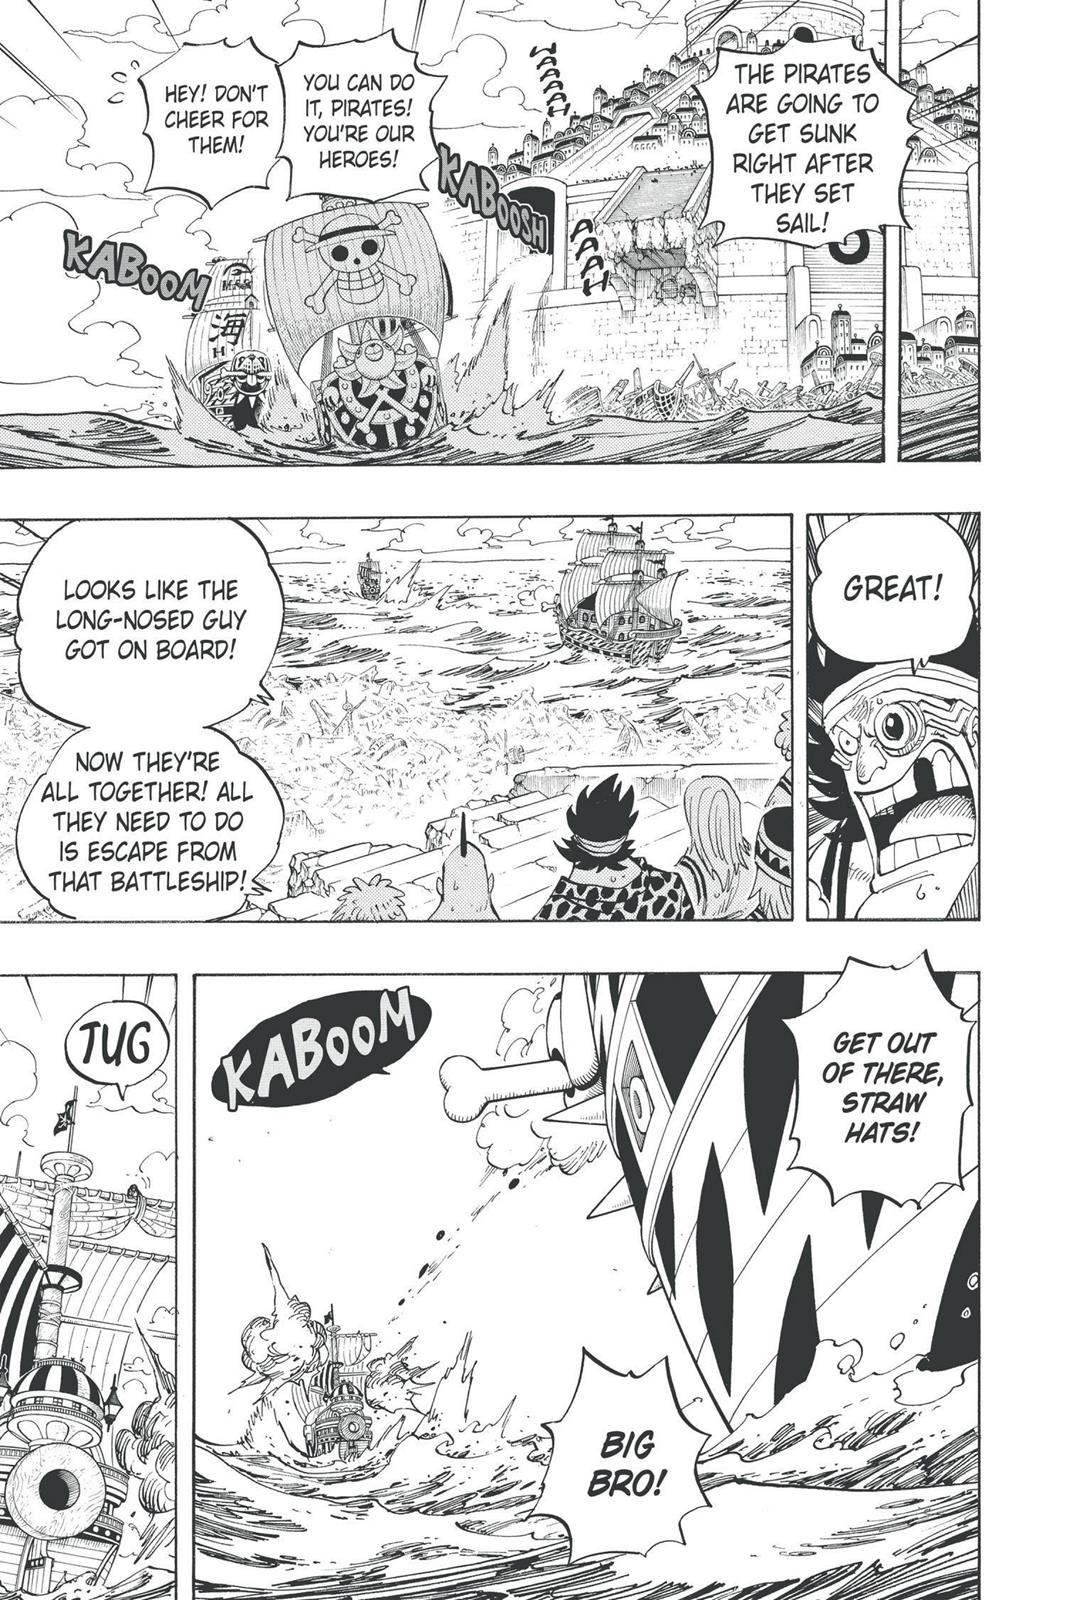 THE PIRATES
ARE GOING TO
GET SUNK
RIGHT AFTER
THEY SET
SAIL!
WAAAAH
AAAH
YOU CAN DO
IT, PIRATES!
YOU'RE OUR
HEROES!
KABOOSH
HEY! DON'T
CHEER FOR
THEM!
KABOOM
海
GREAT!
LOOKS LIKE THE
LONG-NOSED GUY
GOT ON BOARD!
NOW THEY'RE
ALL TOGETHER! ALL
THEY NEED TO DO
IS ESCAPE FROM
THAT BATTLESHIP!
GET OUT
OF THERE,
STRAW
HATS!
KABOOM
BIG
BRO!
TUG